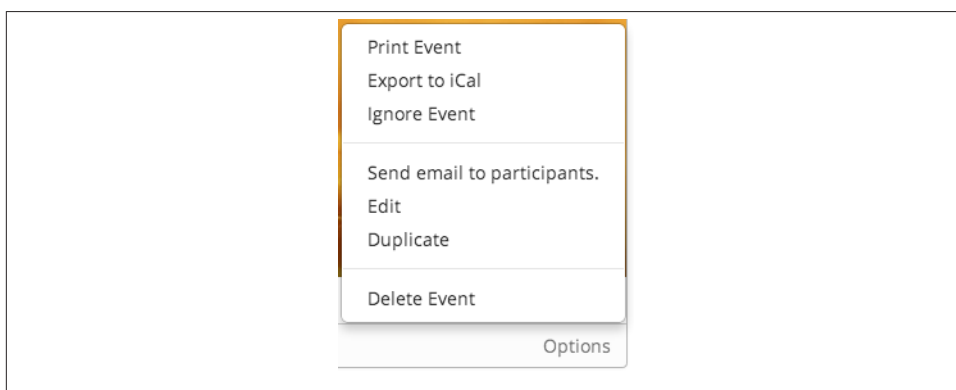 Print Event
Export to iCal
Ignore Event
Send email to participants.
Edit
Duplicate
Delete Event
Options